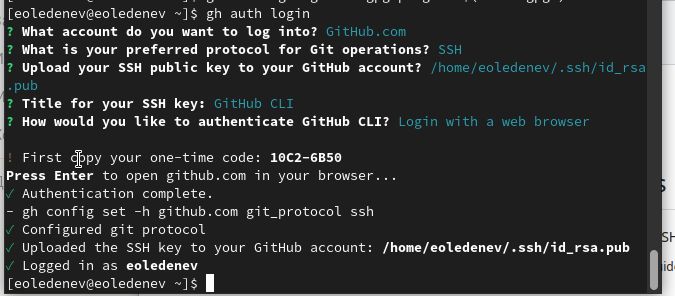 [eoledenev@eoledenev ~]$ gh auth login
? What account do you want to log into? GitHub.com
? What is your preferred protocol for Git operations? SSH
? Upload your SSH public key to your GitHub account? /home/eoledenev/.ssh/id_rsa
.pub
? Title for your SSH key: GitHub CLI
? How would you like to authenticate GitHub CLI? Login with a web browser
! First copy your one-time code: 10C2-6B50
Press Enter to open github.com in your browser...
✓ Authentication complete.
- gh config set -h github.com git_protocol ssh
✓ Configured git protocol
✓ Uploaded the SSH key to your GitHub account: /home/eoledenev/.ssh/id_rsa.pub
✓ Logged in as eoledenev
[eoledenev@eoledenev ~]$